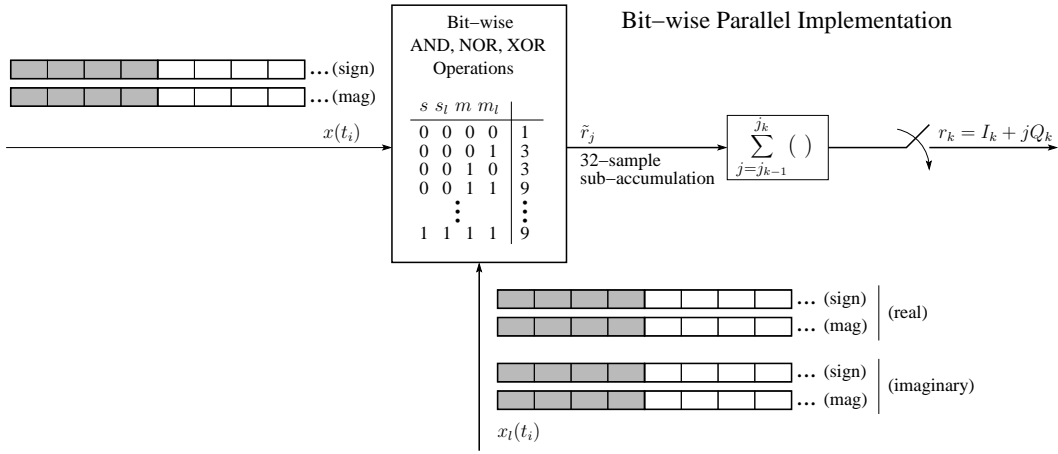 Bit−wise Parallel Implementation
Bit−wise
AND, NOR, XOR
Operations
... (sign)
... (mag)
x(t_i)
s s_l m m_l
0 0 0 0 1
0 0 0 1 3
0 0 1 0 3
0 0 1 1 9
⋮ ⋮
1 1 1 1 9
r̃_j
32−sample
sub−accumulation
j_k
∑ ( )
j=j_{k−1}
r_k = I_k + jQ_k
... (sign)
... (mag)
(real)
... (sign)
... (mag)
(imaginary)
x_l(t_i)